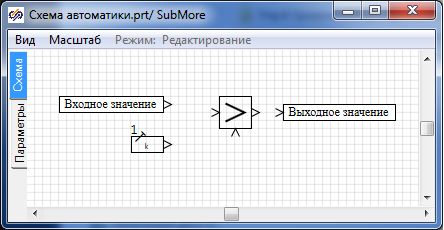 Схема автоматики.prt/ SubMore
Вид Масштаб Режим: Редактирование
Схема
Параметры
Входное значение
>
Выходное значение
1
k